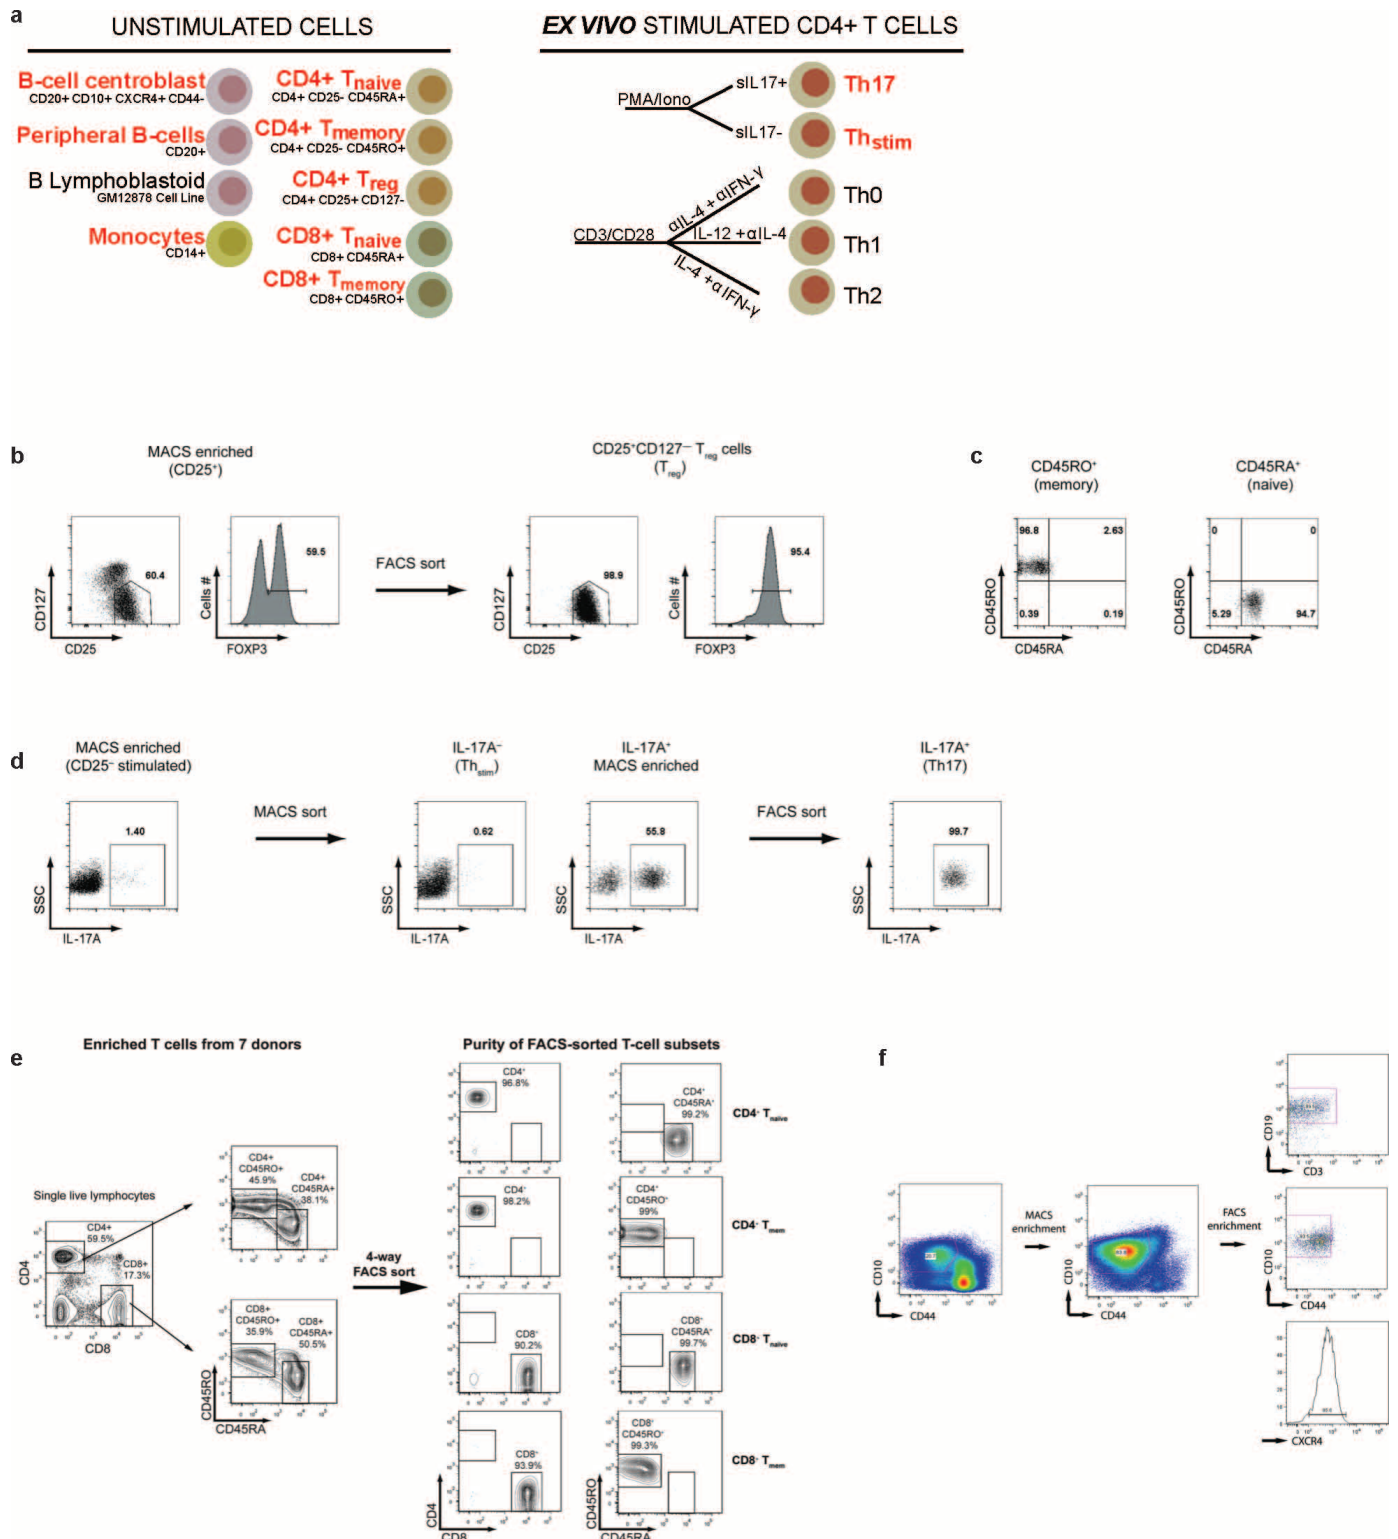 a
UNSTIMULATED CELLS
EX VIVO STIMULATED CD4+ T CELLS
B-cell centroblast
CD20+ CD10+ CXCR4+ CD44-
Peripheral B-cells
CD20+
B Lymphoblastoid
GM12878 Cell Line
Monocytes
CD14+
CD4+ Tnaive
CD4+ CD25- CD45RA+
CD4+ Tmemory
CD4+ CD25- CD45RO+
CD4+ Treg
CD4+ CD25+ CD127-
CD8+ Tnaive
CD8+ CD45RA+
CD8+ Tmemory
CD8+ CD45RO+
PMA/Iono
sIL17+
Th17
sIL17-
Thstim
CD3/CD28
αIL-4 + αIFN-γ
Th0
IL-12 +αIL-4
Th1
IL-4 +α IFN-γ
Th2
b
MACS enriched
(CD25+)
60.4
CD127
CD25
59.5
Cells #
FOXP3
FACS sort
CD25+CD127− Treg cells
(Treg)
98.9
CD127
CD25
95.4
Cells #
FOXP3
c
CD45RO+
(memory)
96.8
2.63
0.39
0.19
CD45RO
CD45RA
CD45RA+
(naive)
0
0
5.29
94.7
CD45RO
CD45RA
d
MACS enriched
(CD25− stimulated)
1.40
SSC
IL-17A
MACS sort
IL-17A−
(Thstim)
0.62
SSC
IL-17A
IL-17A+
MACS enriched
55.8
SSC
IL-17A
FACS sort
IL-17A+
(Th17)
99.7
SSC
IL-17A
e
Enriched T cells from 7 donors
Single live lymphocytes
CD4+
59.5%
CD8+
17.3%
CD4
CD8
CD4+
CD45RO+
45.9%
CD4+
CD45RA+
38.1%
CD8+
CD45RO+
35.9%
CD8+
CD45RA+
50.5%
CD45RO
CD45RA
4-way
FACS sort
Purity of FACS-sorted T-cell subsets
CD4+
96.8%
CD4+
CD45RA+
99.2%
CD4+ Tnaive
CD4+
98.2%
CD4+
CD45RO+
99%
CD4+ Tmem
CD8+
90.2%
CD8+
CD45RA+
99.7%
CD8+ Tnaive
CD8+
93.9%
CD8+
CD45RO+
99.3%
CD8+ Tmem
CD4
CD8
CD45RO
CD45RA
f
CD10
CD44
MACS
enrichment
CD10
CD44
FACS
enrichment
CD19
CD3
CD10
CD44
CXCR4